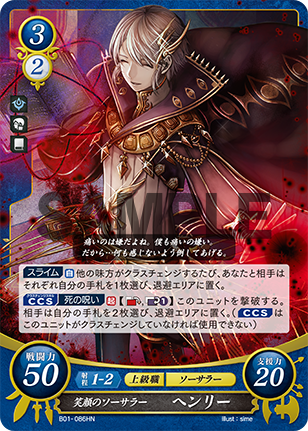 3
2
SAMPLE
痛いのは嫌だよね。僕も痛いの嫌い。
だから…何も感じないよう倒してあげる。
スライム 自 他の味方がクラスチェンジするたび、あなたと相手は
それぞれ自分の手札を1枚選び、退避エリアに置く。
CCS 死の呪い 起 [ 、 1] このユニットを撃破する。
相手は自分の手札を2枚選び、退避エリアに置く。（CCS は
このユニットがクラスチェンジしていなければ使用できない）
戦闘力
50
射程 1-2 上級職 ソーサラー
支援力
20
笑顔のソーサラー ヘンリー
B01-086HN
Illust : sime